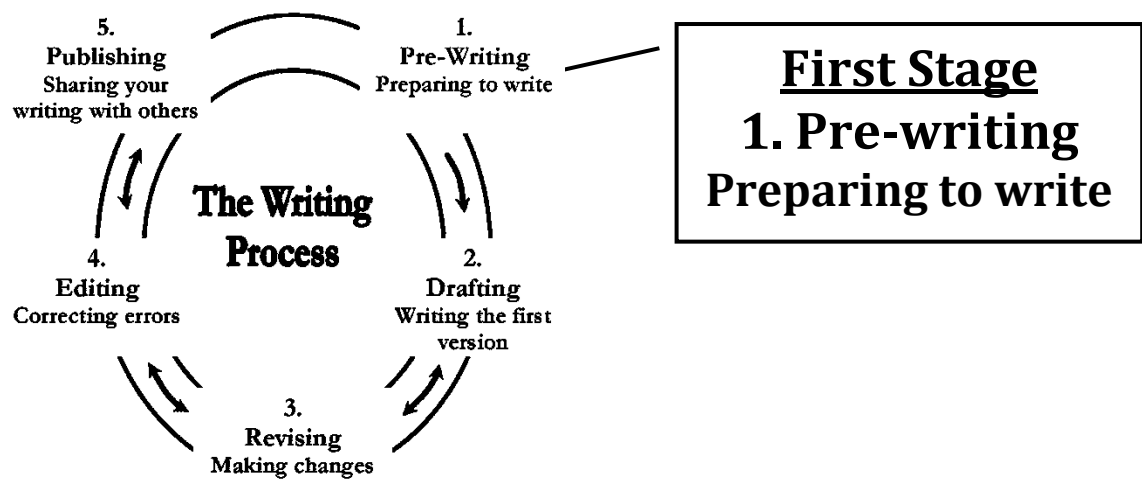 The Writing
Process
1.
Pre-Writing
Preparing to write
2.
Drafting
Writing the first
version
3.
Revising
Making changes
4.
Editing
Correcting errors
5.
Publishing
Sharing your
writing with others
First Stage
1. Pre-writing
Preparing to write